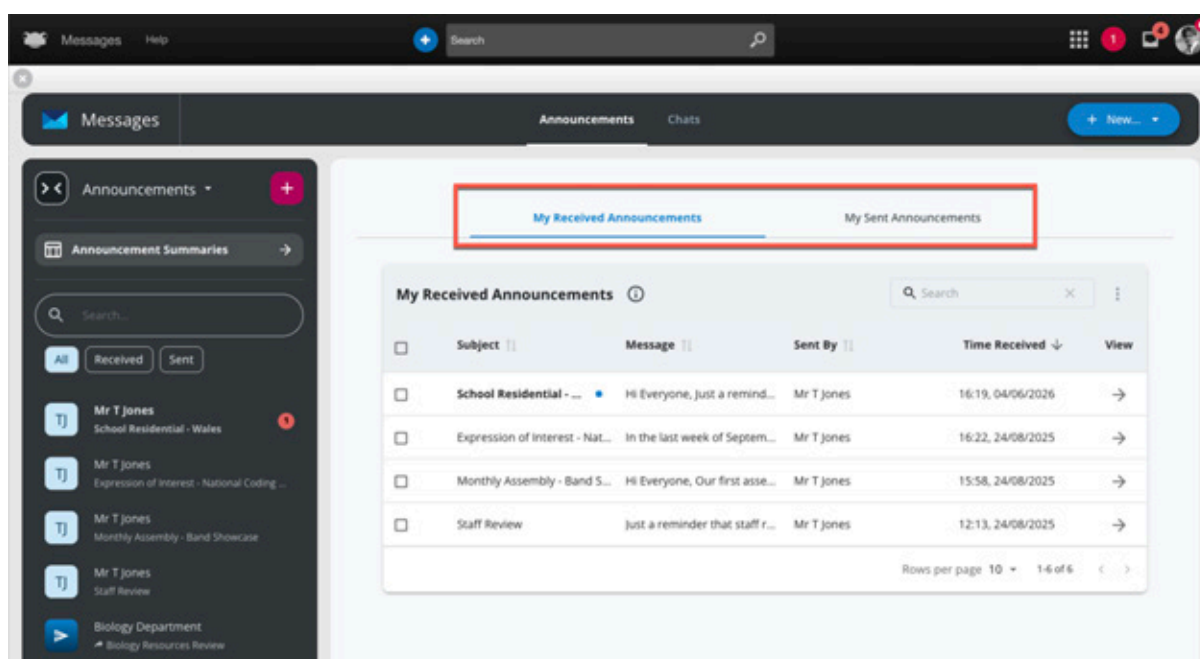 Messages Help Search 1 4
Messages Announcements Chats + New...
Announcements +
Announcement Summaries
Search...
All Received Sent
TJ Mr T Jones
School Residential - Wales 1
TJ Mr T Jones
Expression of Interest - National Coding ...
TJ Mr T Jones
Monthly Assembly - Band Showcase
TJ Mr T Jones
Staff Review
Biology Department
Biology Resources Review
My Received Announcements My Sent Announcements
My Received Announcements Search
Subject Message Sent By Time Received View
School Residential - ... Hi Everyone, Just a remind... Mr T Jones 16:19, 04/06/2026
Expression of Interest - Nat... In the last week of Septem... Mr T Jones 16:22, 24/08/2025
Monthly Assembly - Band S... Hi Everyone, Our first asse... Mr T Jones 15:58, 24/08/2025
Staff Review Just a reminder that staff r... Mr T Jones 12:13, 24/08/2025
Rows per page 10 1-6 of 6